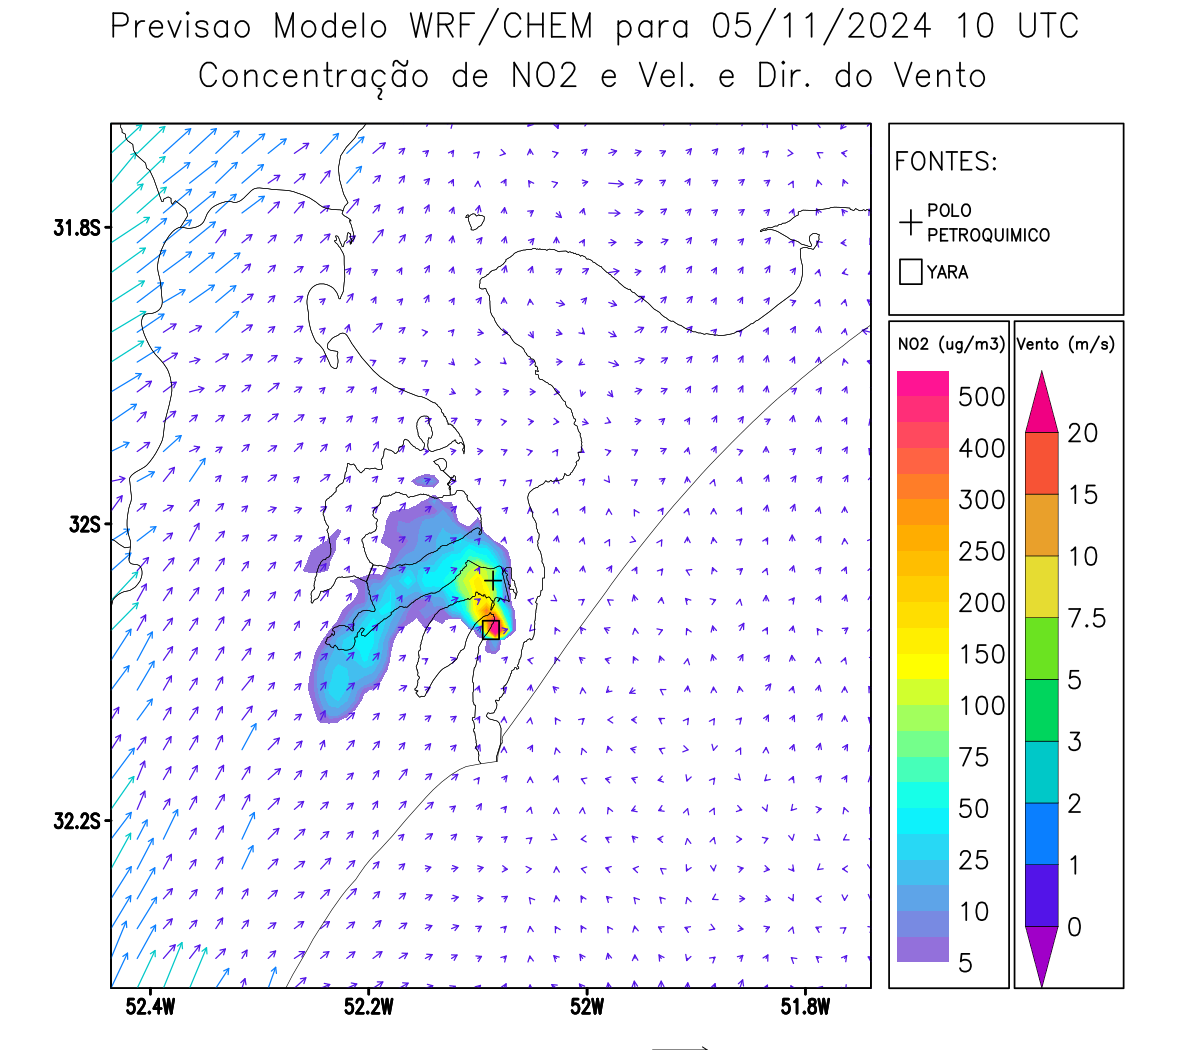 Previsao Modelo WRF/CHEM para 05/11/2024 10 UTC
Concentração de NO2 e Vel. e Dir. do Vento
FONTES:
POLO
PETROQUIMICO
YARA
31.8S
32S
32.2S
52.4W
52.2W
52W
51.8W
NO2 (ug/m3)
500
400
300
250
200
150
100
75
50
25
10
5
Vento (m/s)
20
15
10
7.5
5
3
2
1
0